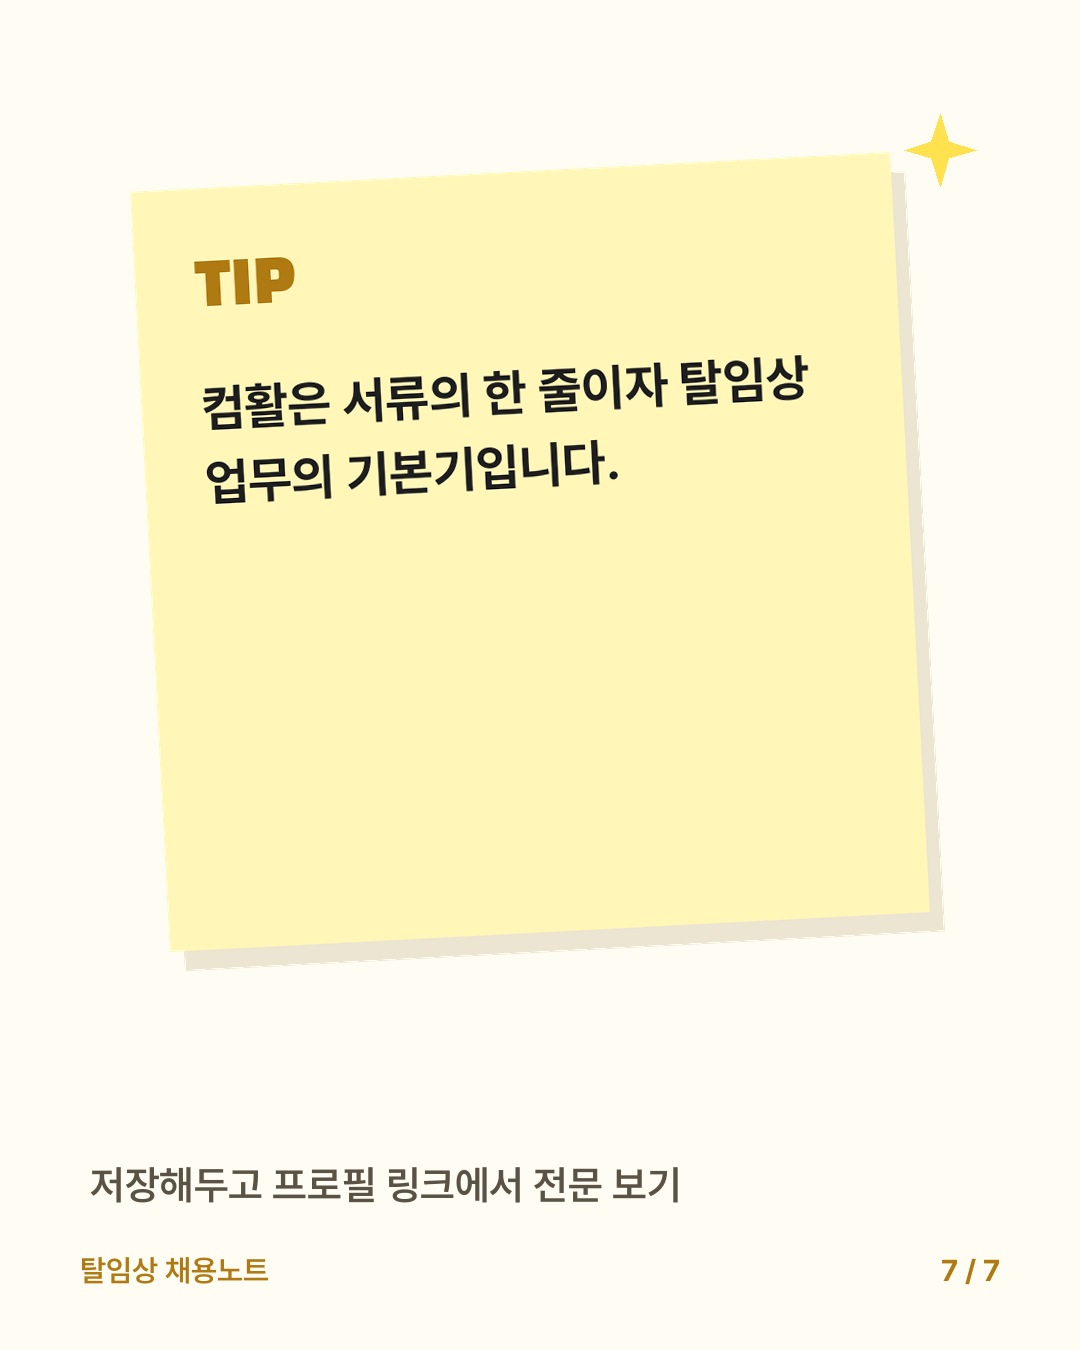 TIP
컴활은 서류의 한 줄이자 탈임상
업무의 기본기입니다.
저장해두고 프로필 링크에서 전문 보기
탈임상 채용노트
7 / 7